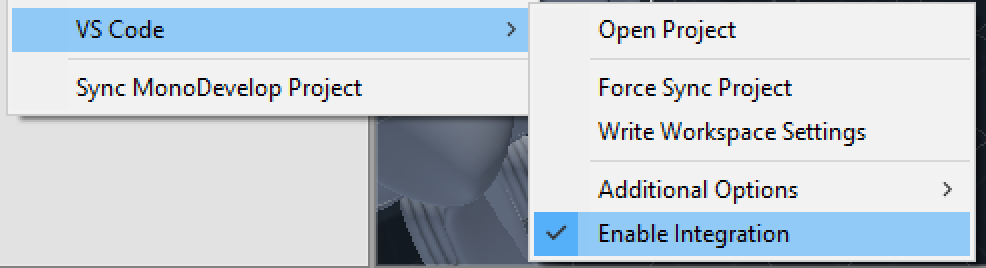 VS Code
Sync MonoDevelop Project
Open Project
Force Sync Project
Write Workspace Settings
Additional Options
Enable Integration